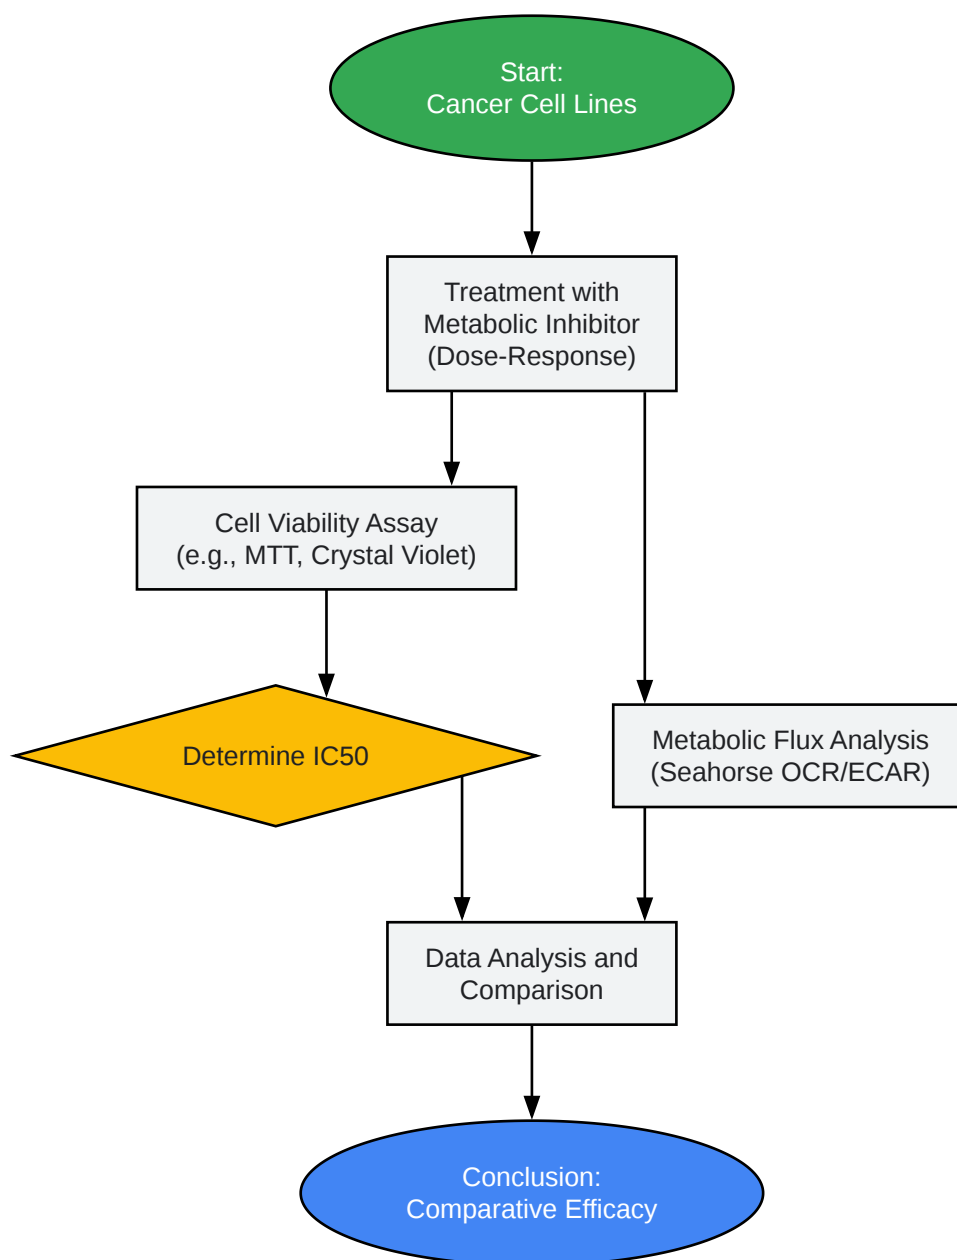 Start:
Cancer Cell Lines
Treatment with
Metabolic Inhibitor
(Dose-Response)
Cell Viability Assay
(e.g., MTT, Crystal Violet)
Determine IC50
Metabolic Flux Analysis
(Seahorse OCR/ECAR)
Data Analysis and
Comparison
Conclusion:
Comparative Efficacy